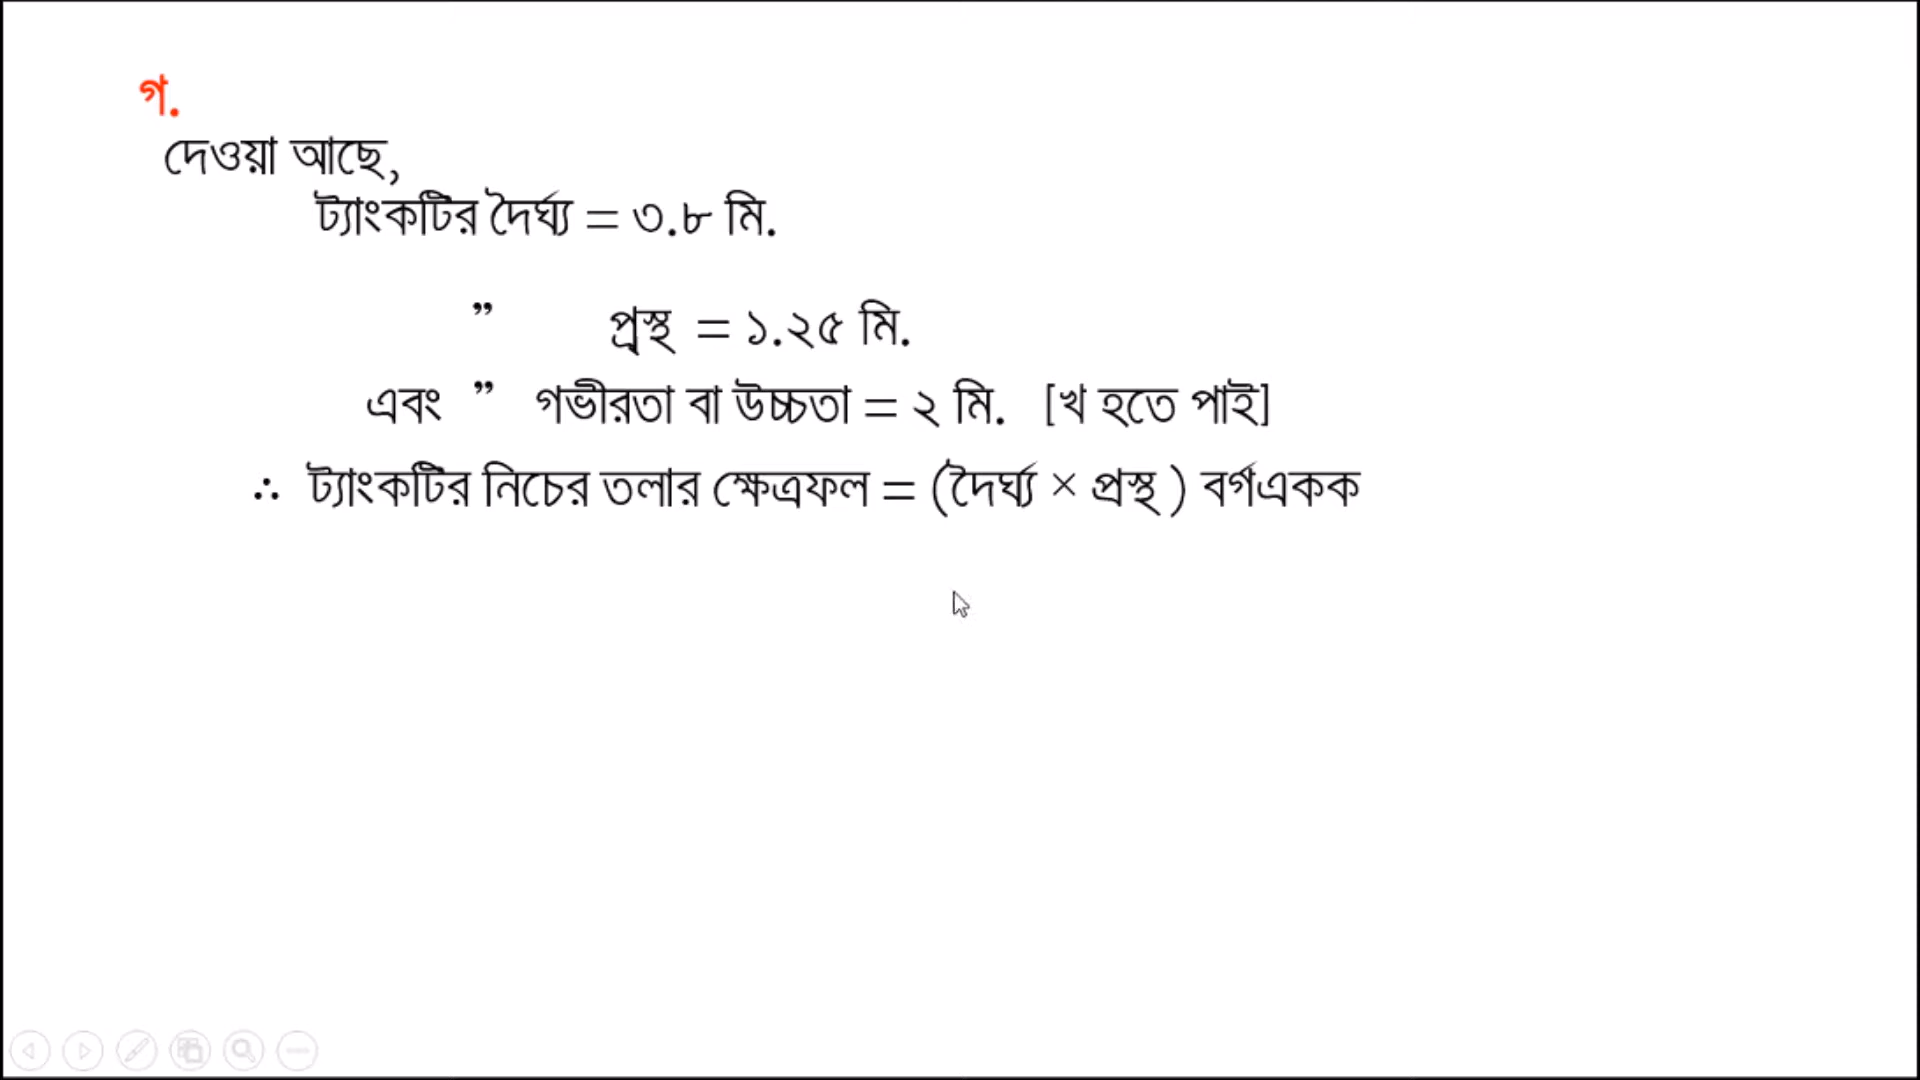 গ.
দেওয়া আছে,
ট্যাংকটির দৈর্ঘ্য = ৩.৮ মি.
” প্র্স্থ = ১.২৫ মি.
এবং ” গভীরতা বা উচ্চতা = ২ মি. [খ হতে পাই]
∴ ট্যাংকটির নিচের তলার ক্ষেত্রফল = (দৈর্ঘ্য × প্রস্থ ) বর্গএকক